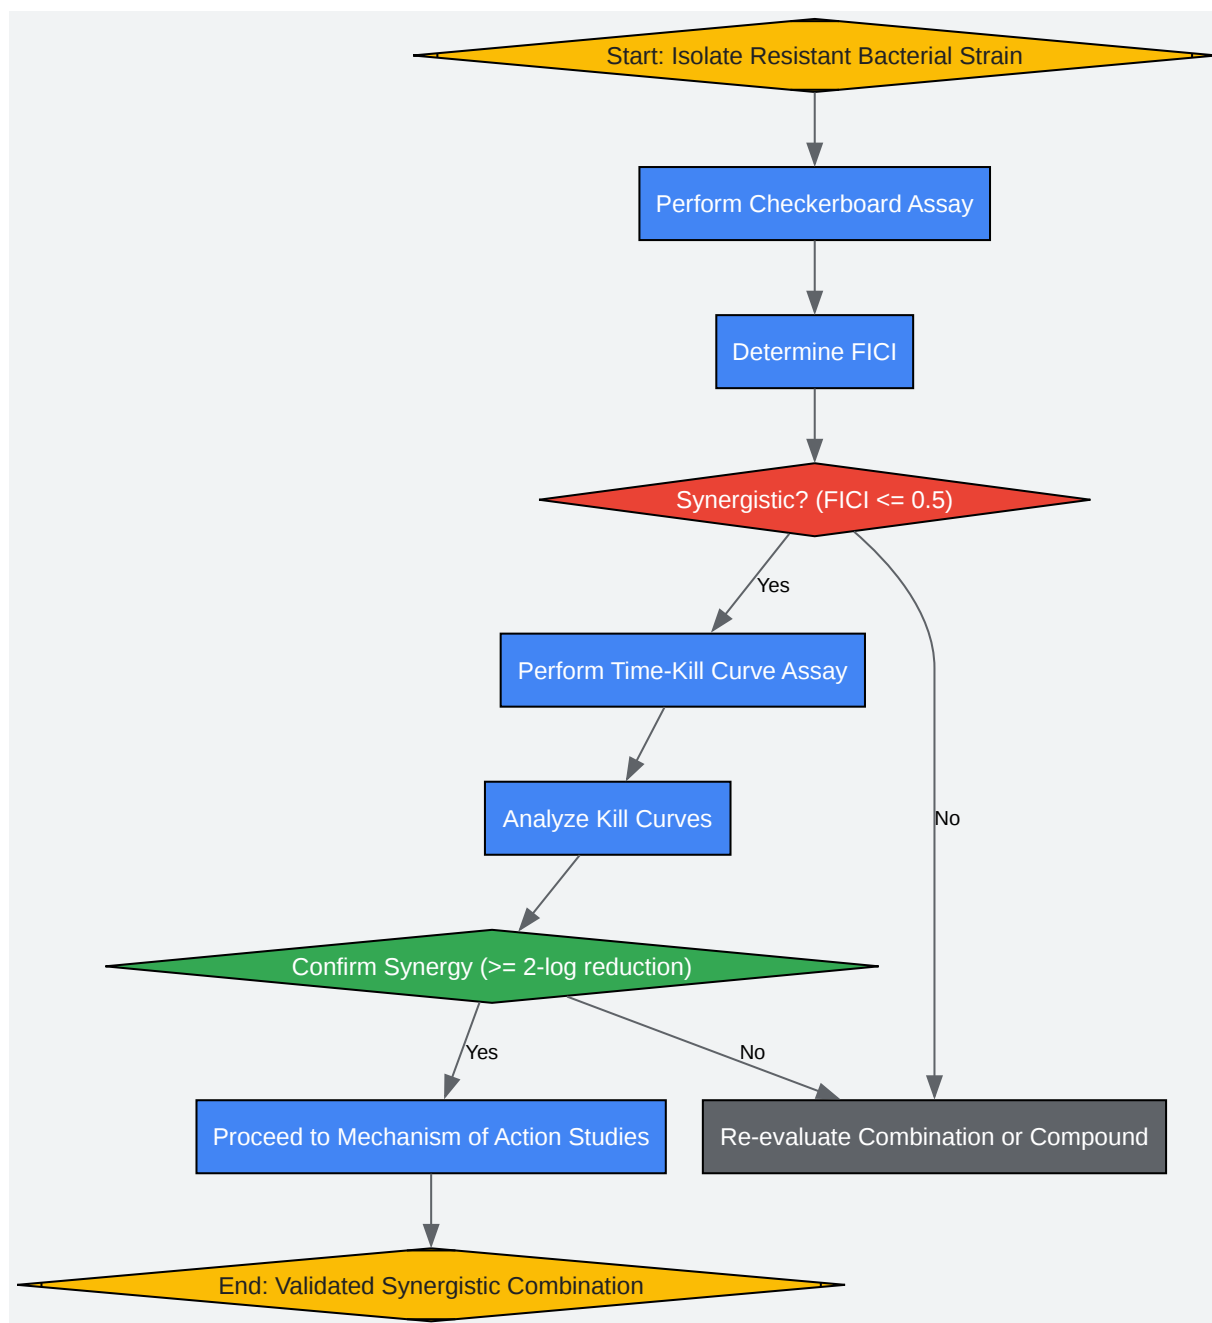 Start: Isolate Resistant Bacterial Strain
Perform Checkerboard Assay
Determine FICI
Synergistic? (FICI <= 0.5)
Yes
Perform Time-Kill Curve Assay
Analyze Kill Curves
No
Confirm Synergy (>= 2-log reduction)
Yes
No
Proceed to Mechanism of Action Studies
Re-evaluate Combination or Compound
End: Validated Synergistic Combination